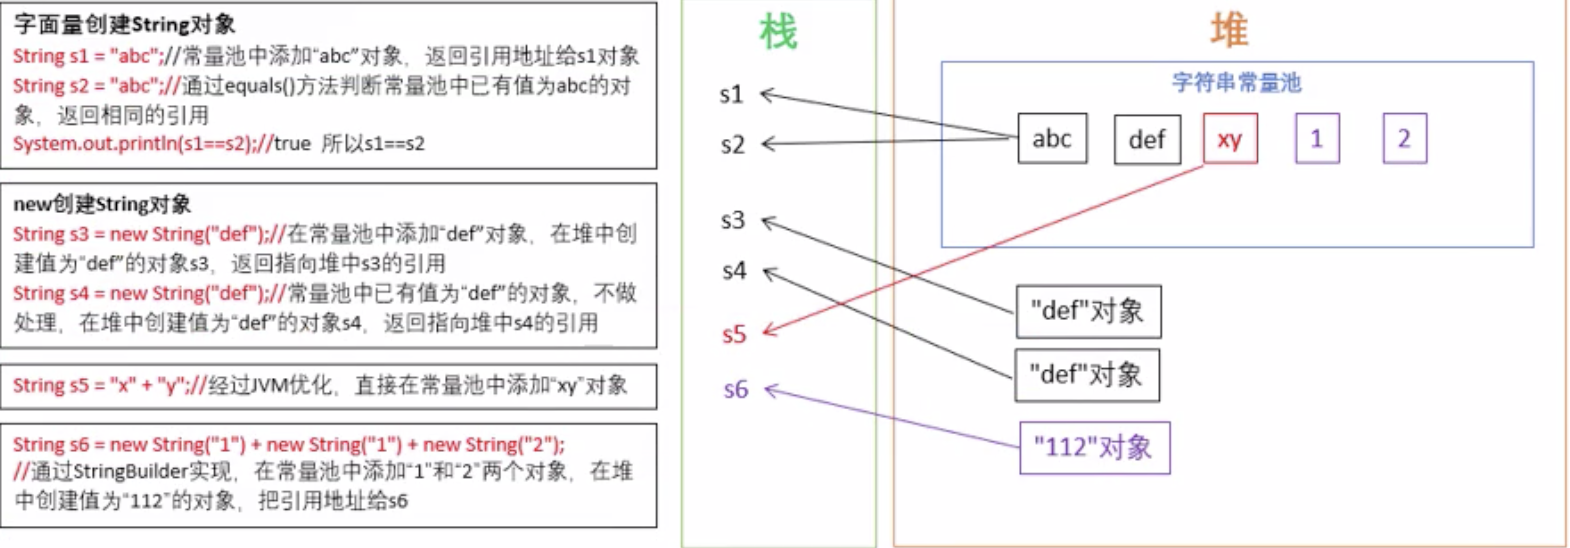 字面量创建String对象
String s1 = "abc";//常量池中添加“abc”对象，返回引用地址给s1对象
String s2 = "abc";//通过equals()方法判断常量池中已有值为abc的对
象，返回相同的引用
System.out.println(s1==s2);//true 所以s1==s2
new创建String对象
String s3 = new String("def");//在常量池中添加“def”对象，在堆中创
建值为“def”的对象s3，返回指向堆中s3的引用
String s4 = new String("def");//常量池中已有值为“def”的对象，不做
处理，在堆中创建值为“def”的对象s4，返回指向堆中s4的引用
String s5 = "x" + "y";//经过JVM优化，直接在常量池中添加“xy”对象
String s6 = new String("1") + new String("1") + new String("2");
//通过StringBuilder实现，在常量池中添加“1”和“2”两个对象，在堆
中创建值为“112”的对象，把引用地址给s6
栈
s1
s2
s3
s4
s5
s6
堆
字符串常量池
abc def xy 1 2
"def"对象
"def"对象
"112"对象